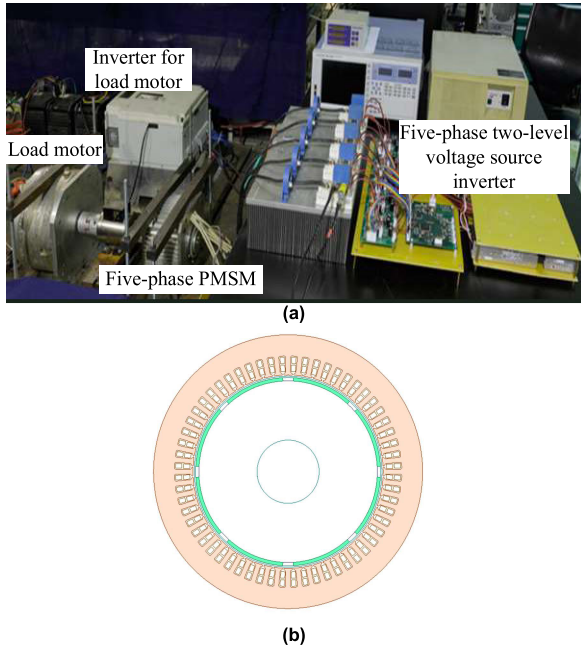 Inverter for
load motor
Load motor
Five-phase two-level
voltage source
inverter
Five-phase PMSM
(a)
(b)